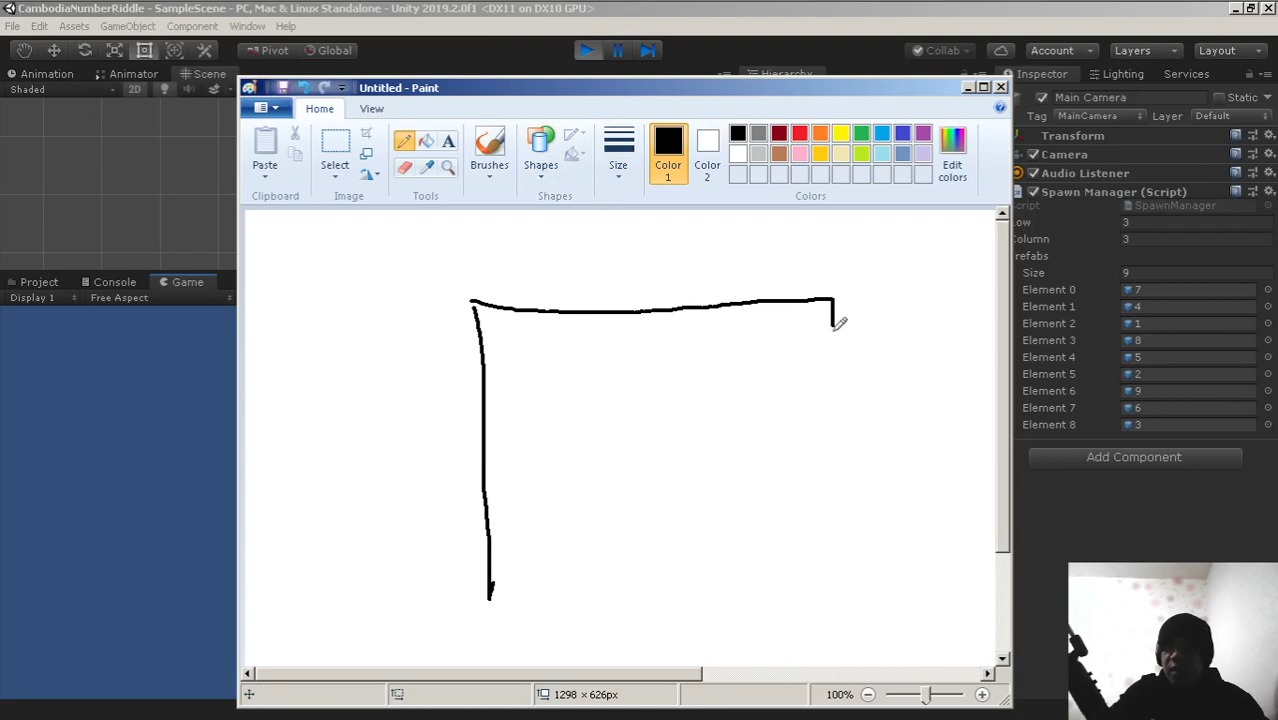 CambodiaNumberRiddle - SampleScene - PC, Mac & Linux Standalone - Unity 2019.2.0f1 <DX11 on DX10 GPU>
File Edit Assets GameObject Component Window Help
Pivot Global Collab Account Layers Layout
Animation Animator Scene Hierarchy Inspector Lighting Services
Shaded 2D
Untitled - Paint
Home View
Paste Select Brushes Shapes Size Color 1 Color 2 Edit colors
Clipboard Image Tools Shapes Colors
Main Camera Static
Tag MainCamera Layer Default
Transform
Camera
Audio Listener
Spawn Manager (Script)
cript SpawnManager
ow 3
Column 3
refabs
Size 9
Element 0 7
Element 1 4
Element 2 1
Element 3 8
Element 4 5
Element 5 2
Element 6 9
Element 7 6
Element 8 3
Add Component
Project Console Game
Display 1 Free Aspect
1298 × 626px 100%